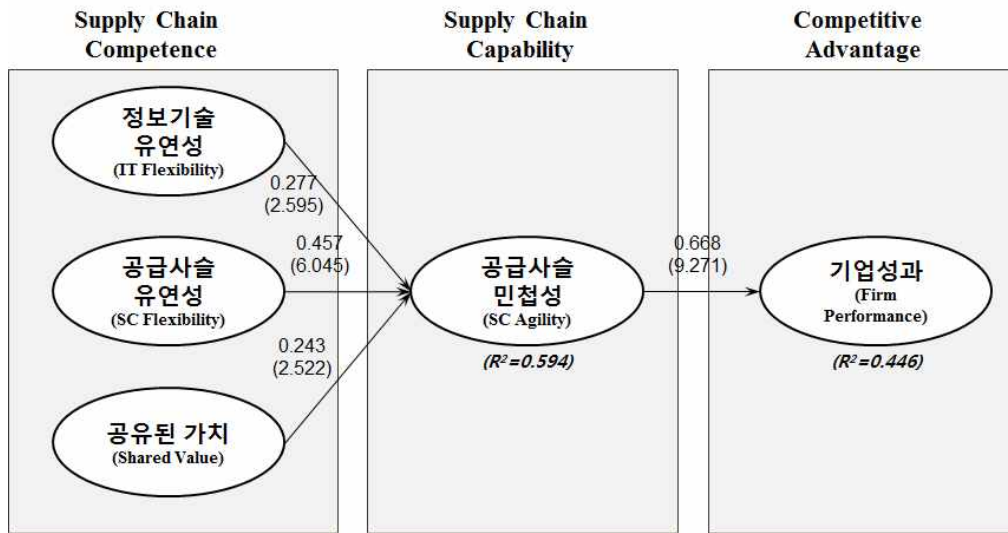 Supply Chain
Competence
Supply Chain
Capability
Competitive
Advantage
정보기술
유연성
(IT Flexibility)
0.277
(2.595)
공급사슬
유연성
(SC Flexibility)
0.457
(6.045)
공유된 가치
(Shared Value)
0.243
(2.522)
공급사슬
민첩성
(SC Agility)
(R²=0.594)
0.668
(9.271)
기업성과
(Firm
Performance)
(R²=0.446)